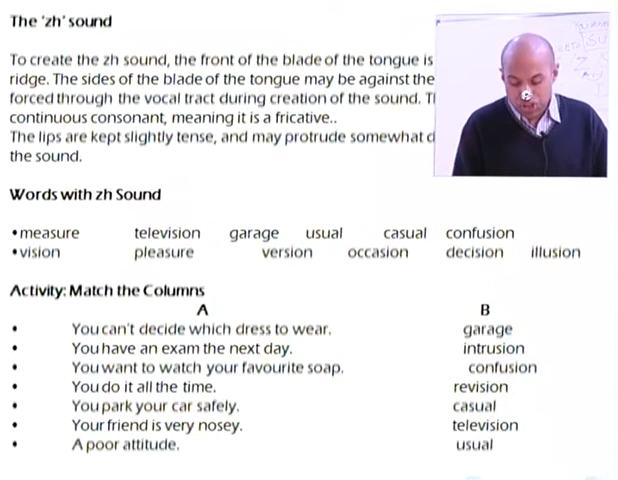 The 'zh' sound
To create the zh sound, the front of the blade of the tongue is
ridge. The sides of the blade of the tongue may be against the
forced through the vocal tract during creation of the sound. T
continuous consonant, meaning it is a fricative..
The lips are kept slightly tense, and may protrude somewhat d
the sound.
Words with zh Sound
•measure television garage usual casual confusion
•vision pleasure version occasion decision illusion
Activity: Match the Columns
A B
• You can't decide which dress to wear. garage
• You have an exam the next day. intrusion
• You want to watch your favourite soap. confusion
• You do it all the time. revision
• You park your car safely. casual
• Your friend is very nosey. television
• A poor attitude. usual